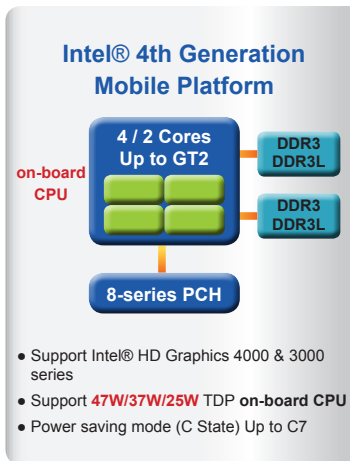 Intel® 4th Generation
Mobile Platform
4 / 2 Cores
Up to GT2
on-board
CPU
DDR3
DDR3L
DDR3
DDR3L
8-series PCH
● Support Intel® HD Graphics 4000 & 3000
series
● Support 47W/37W/25W TDP on-board CPU
● Power saving mode (C State) Up to C7